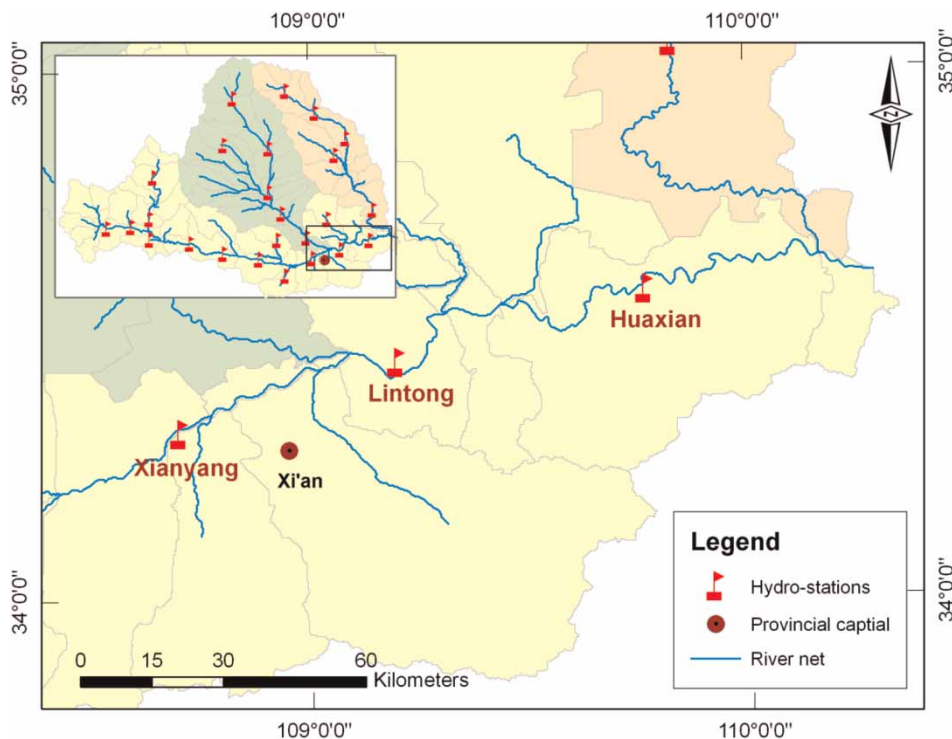 109°0'0"
110°0'0"
35°0'0"
35°0'0"
N
Huaxian
Lintong
Xianyang
Xi'an
Legend
Hydro-stations
Provincial captial
River net
34°0'0"
34°0'0"
0 15 30 60
Kilometers
109°0'0"
110°0'0"